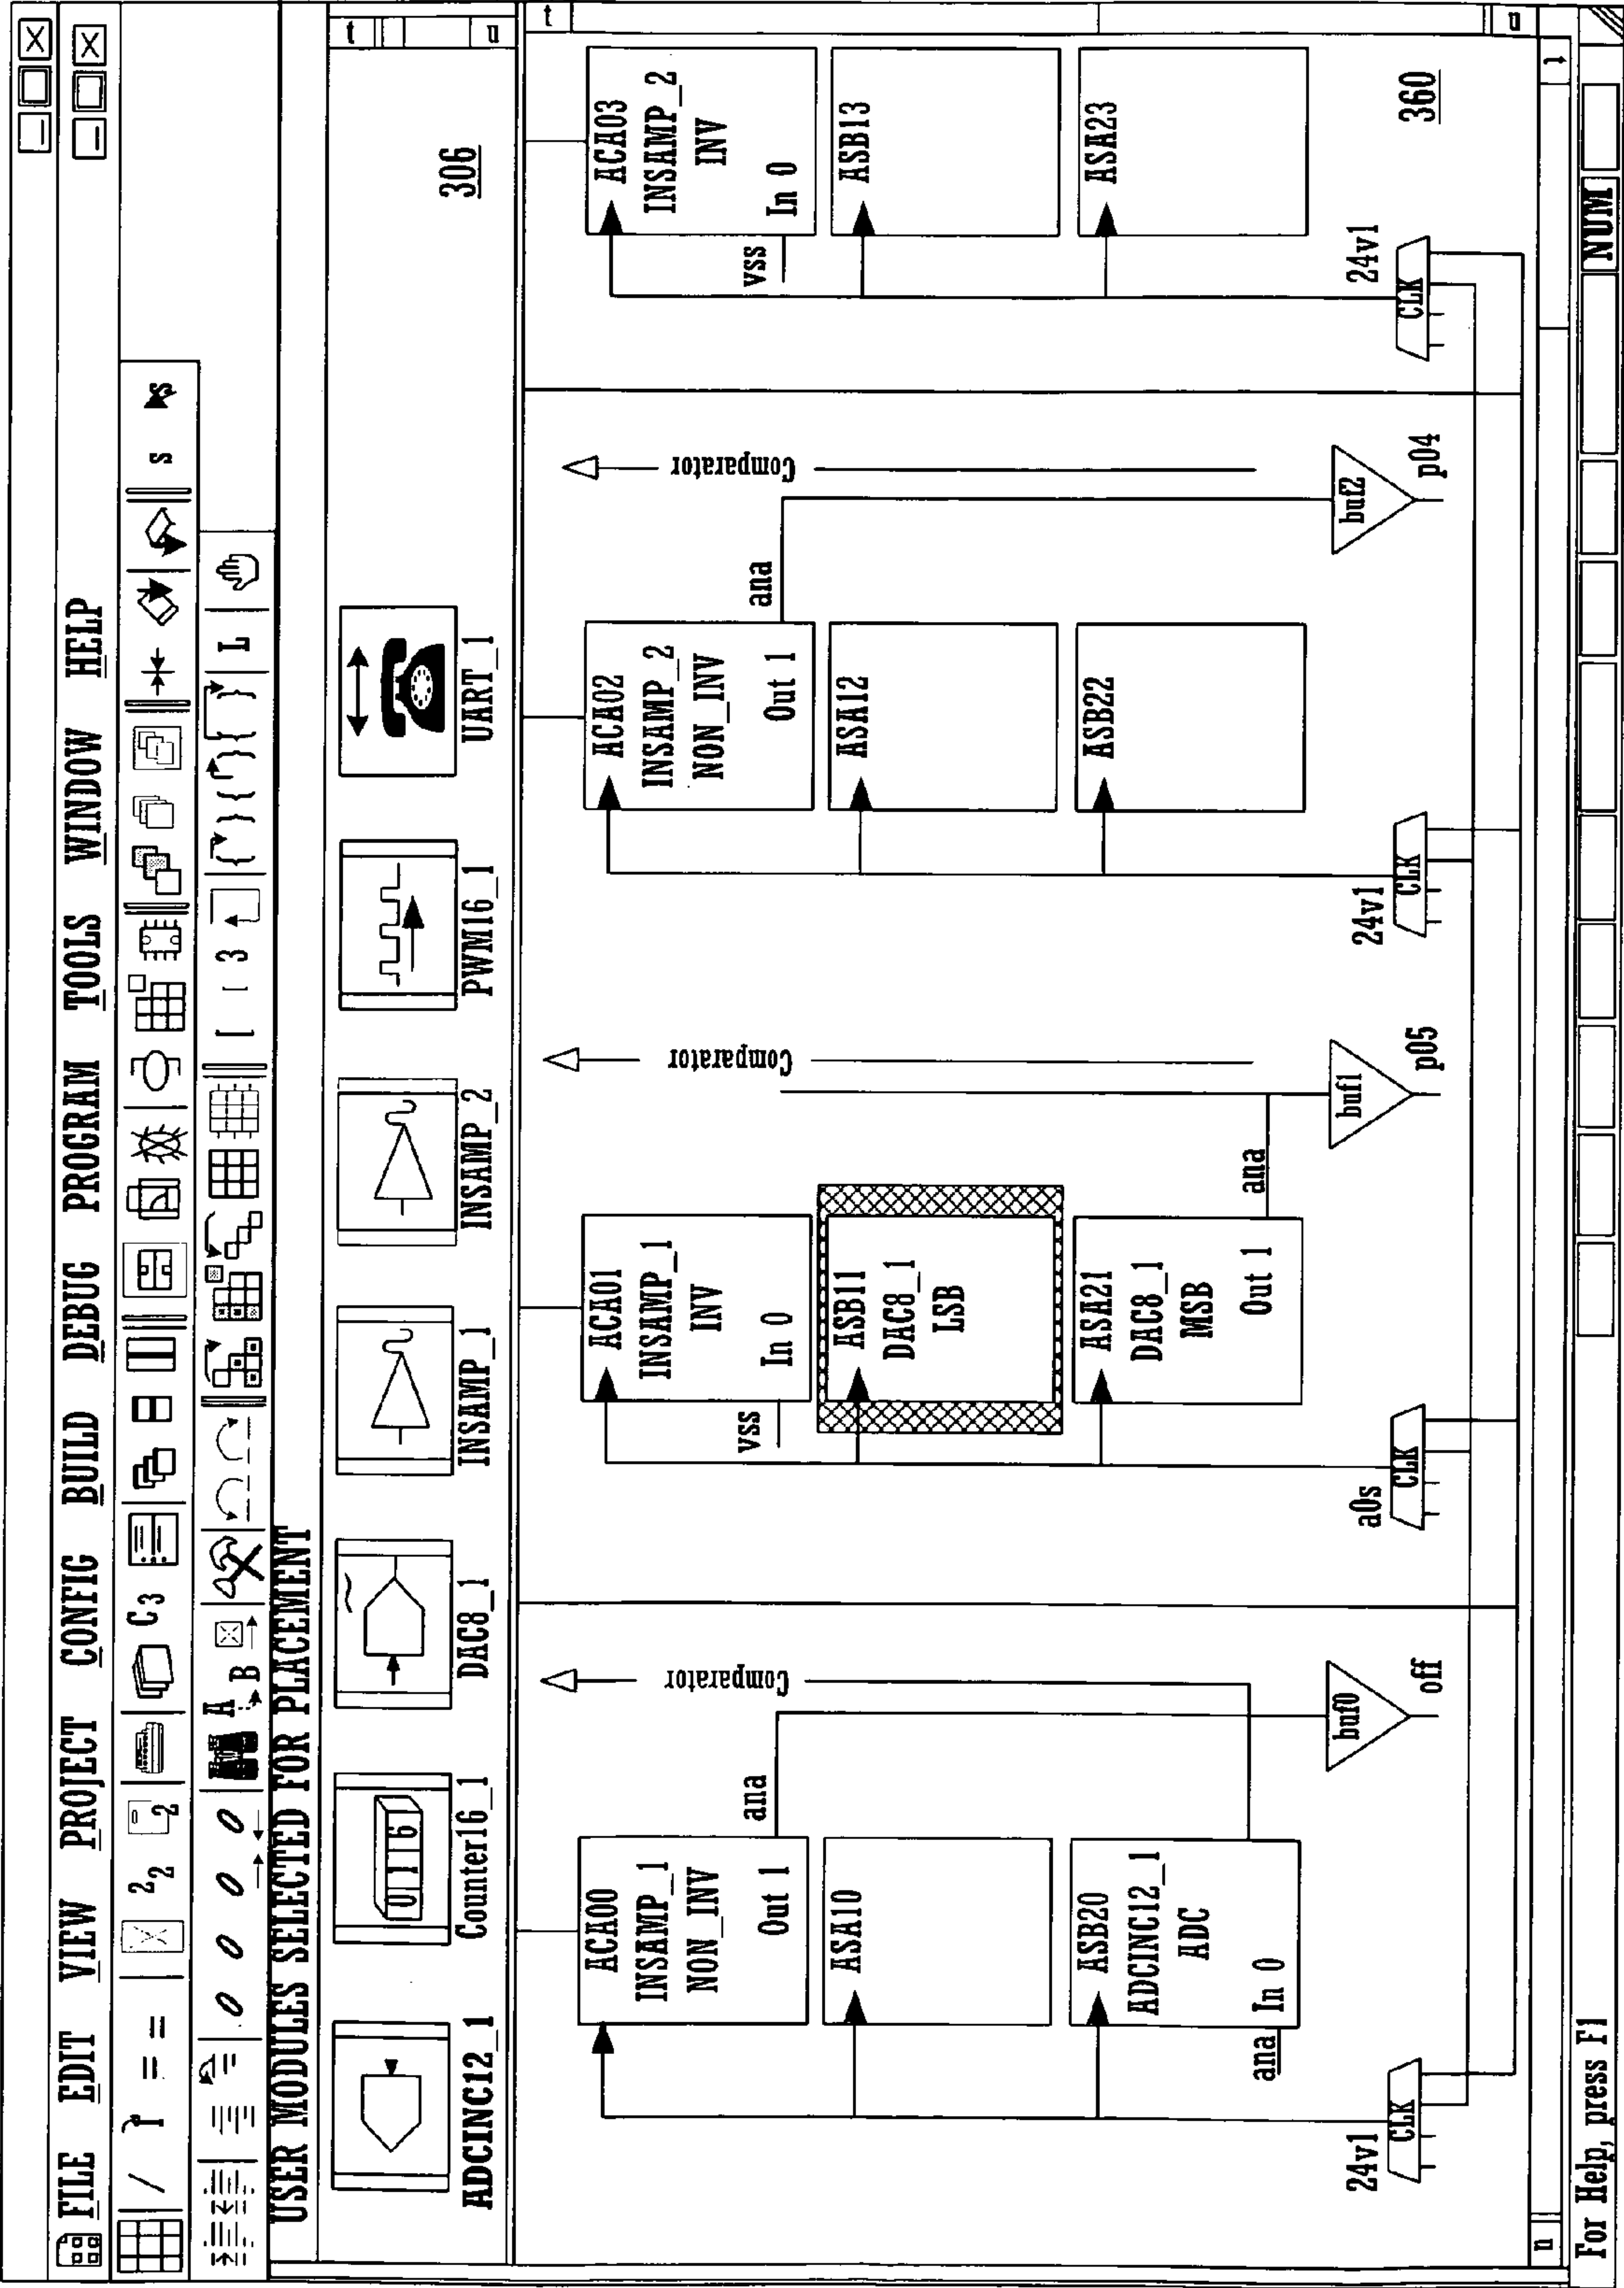 FILE EDIT VIEW PROJECT CONFIG BUILD DEBUG PROGRAM TOOLS WINDOW HELP
C3
A
B
L
USER MODULES SELECTED FOR PLACEMENT
ADCINC12_1
Counter16_1
DAC8_1
INSAMP_1
INSAMP_2
PWM16_1
UART_1
306
ACA00
INSAMP_1
NON_INV
Out 1
ana
ASA10
ASB20
ADCINC12_1
ADC
In 0
ana
Comparator
buf0
off
24v1
CLK
ACA01
INSAMP_1
INV
In 0
vss
ASB11
DAC8_1
LSB
ASA21
DAC8_1
MSB
Out 1
ana
Comparator
buf1
p05
a0s
CLK
ACA02
INSAMP_2
NON_INV
Out 1
ana
ASA12
ASB22
Comparator
buf2
p04
24v1
CLK
ACA03
INSAMP_2
INV
In 0
vss
ASB13
ASA23
24v1
CLK
360
For Help, press F1
NUM